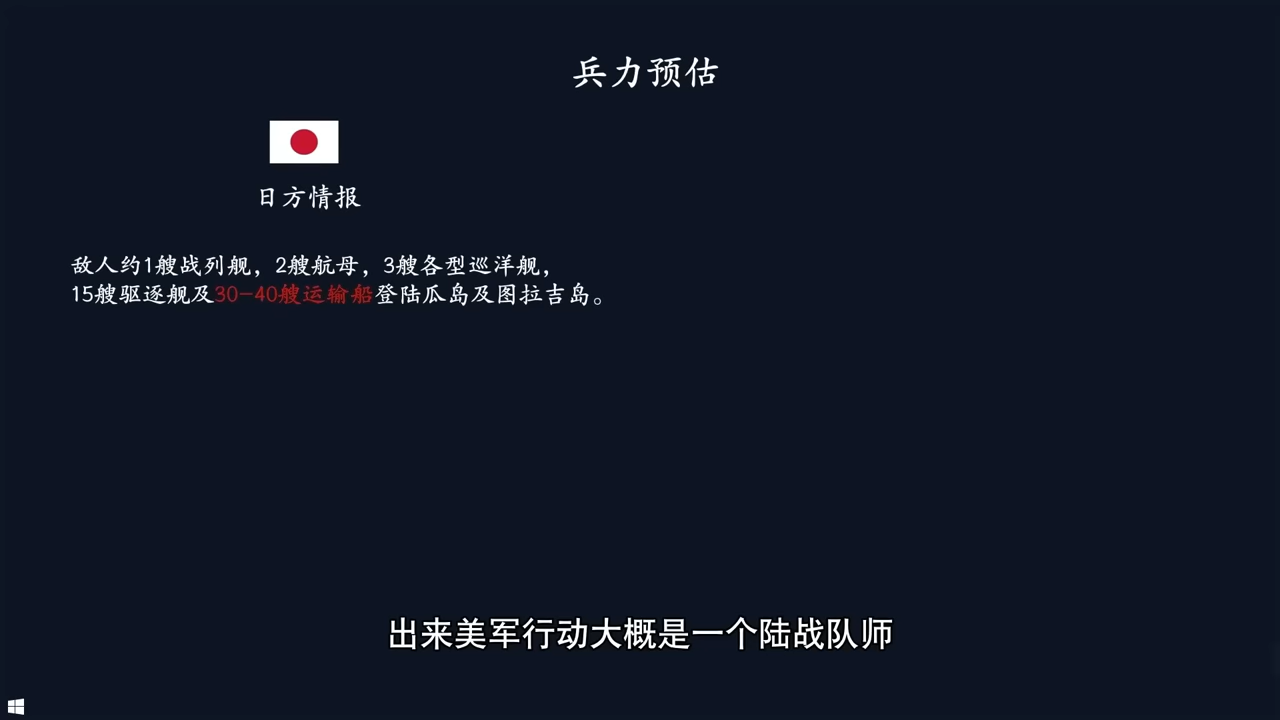 兵力预估
日方情报
敌人约1艘战列舰，2艘航母，3艘各型巡洋舰，
15艘驱逐舰及30-40艘运输船登陆瓜岛及图拉吉岛。
出来美军行动大概是一个陆战队师